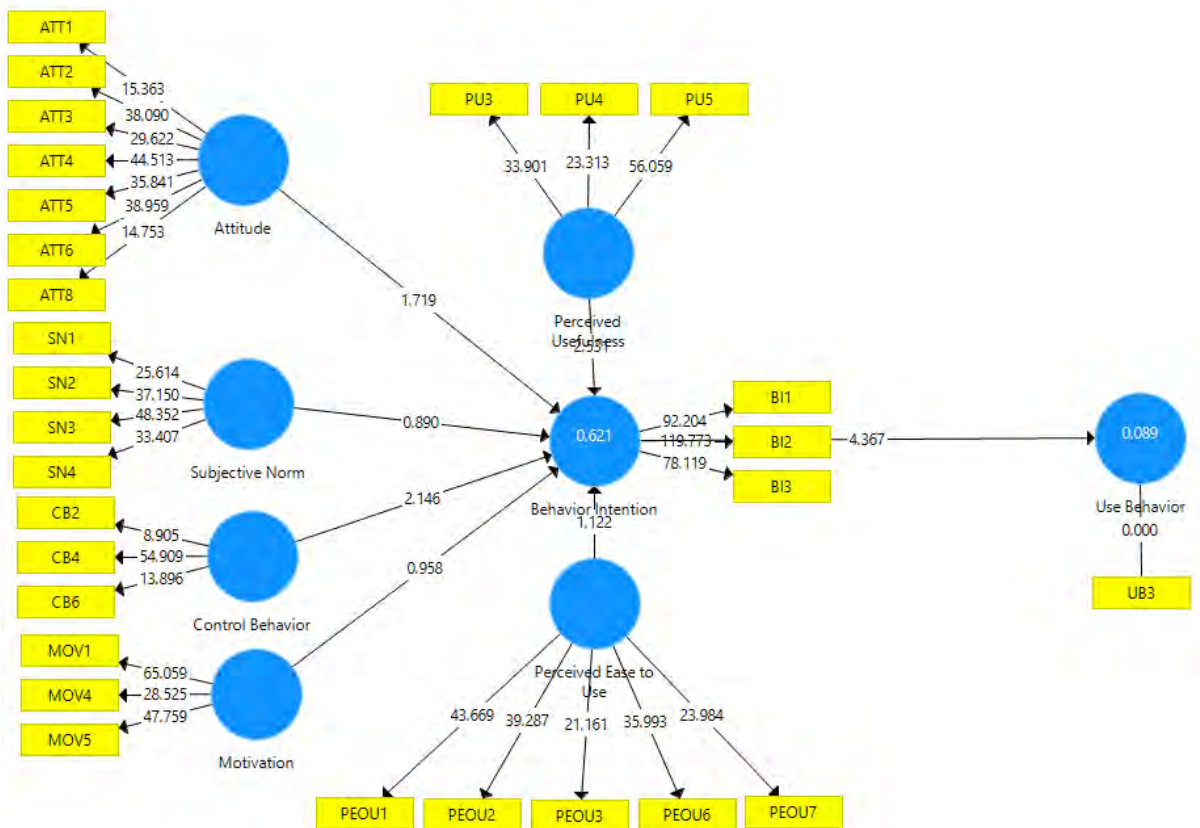 ATT1
ATT2
ATT3
ATT4
ATT5
ATT6
ATT8
15.363
38.090
29.622
44.513
35.841
38.959
14.753
Attitude
1.719
PU3
PU4
PU5
33.901
23.313
56.059
Perceived
Usefulness
2.531
SN1
SN2
SN3
SN4
25.614
37.150
48.352
33.407
Subjective Norm
0.890
0.621
Behavior Intention
92.204
119.773
78.119
BI1
BI2
BI3
4.367
0.089
Use Behavior
0.000
UB3
CB2
CB4
CB6
8.905
54.909
13.896
Control Behavior
2.146
MOV1
MOV4
MOV5
65.059
28.525
47.759
Motivation
0.958
1.122
Perceived Ease to
Use
43.669
39.287
21.161
35.993
23.984
PEOU1
PEOU2
PEOU3
PEOU6
PEOU7